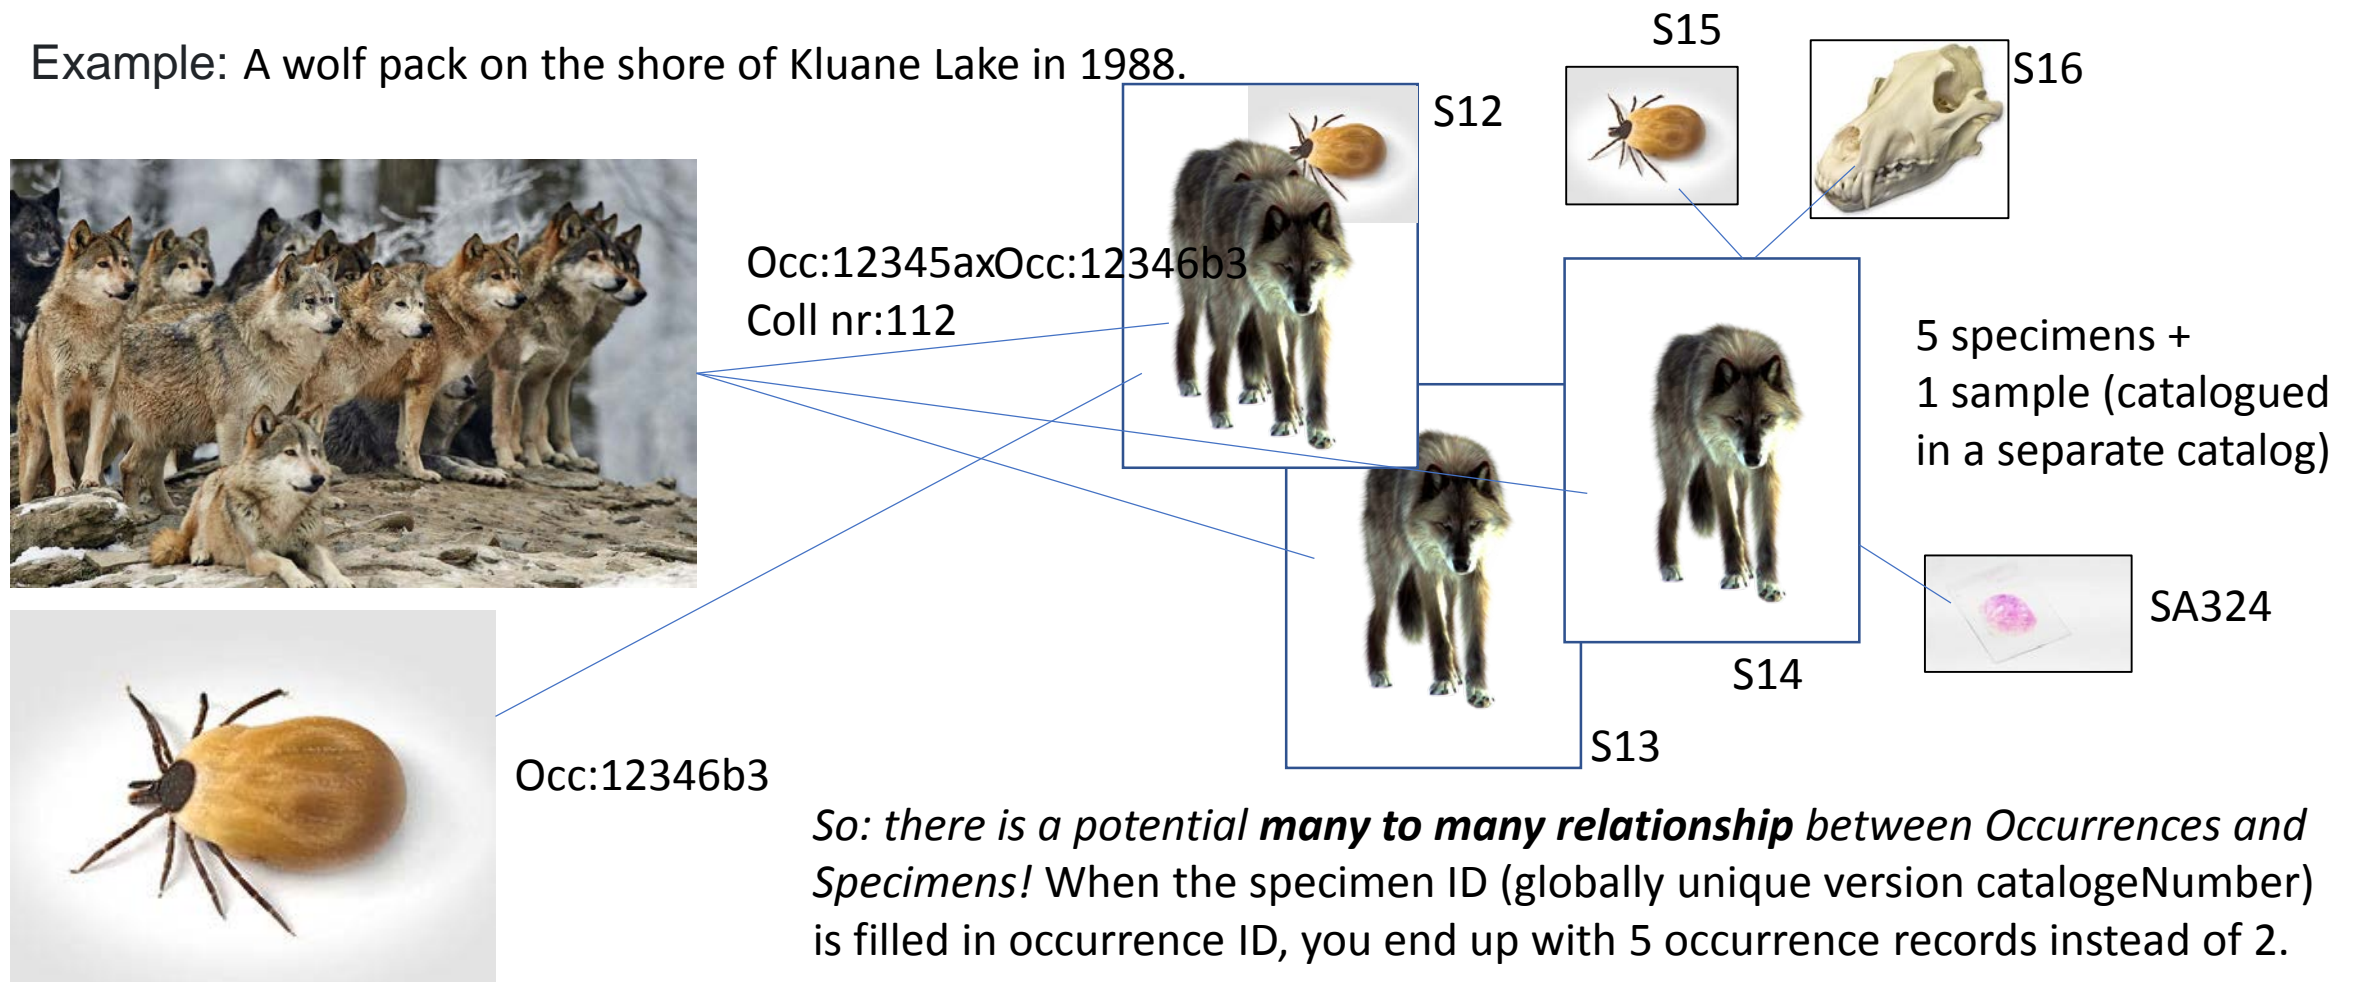 Example: A wolf pack on the shore of Kluane Lake in 1988.
S15
S16
S12
Occ:12345axOcc:12346b3
Coll nr:112
5 specimens +
1 sample (catalogued
in a separate catalog)
SA324
S14
S13
Occ:12346b3
So: there is a potential many to many relationship between Occurrences and
Specimens! When the specimen ID (globally unique version catalogeNumber)
is filled in occurrence ID, you end up with 5 occurrence records instead of 2.